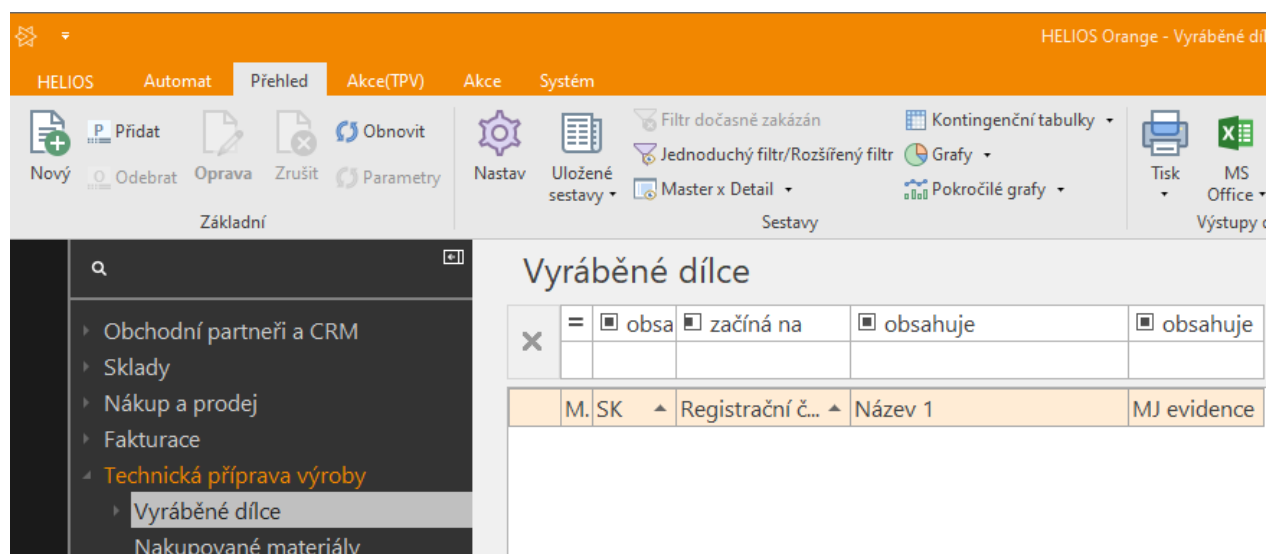 HELIOS Orange - Vyráběné díl
HELIOS Automat Přehled Akce(TPV) Akce Systém
Nový
P Přidat
O Odebrat
Oprava
Zrušit
Obnovit
Parametry
Základní
Nastav
Uložené
sestavy
Filtr dočasně zakázán
Jednoduchý filtr/Rozšířený filtr
Master x Detail
Kontingenční tabulky
Grafy
Pokročilé grafy
Sestavy
Tisk
MS
Office
Výstupy
Obchodní partneři a CRM
Sklady
Nákup a prodej
Fakturace
Technická příprava výroby
Vyráběné dílce
Nakupované materiály
Vyráběné dílce
= obsa začíná na obsahuje obsahuje
M. SK Registrační č... Název 1 MJ evidence